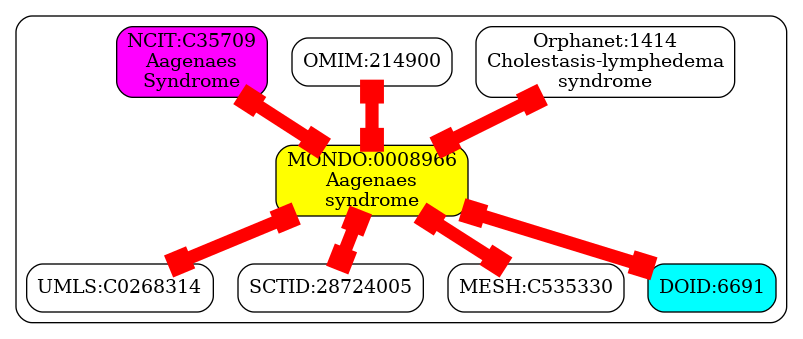 NCIT:C35709
Aagenaes
Syndrome
OMIM:214900
Orphanet:1414
Cholestasis-lymphedema
syndrome
MONDO:0008966
Aagenaes
syndrome
UMLS:C0268314
SCTID:28724005
MESH:C535330
DOID:6691